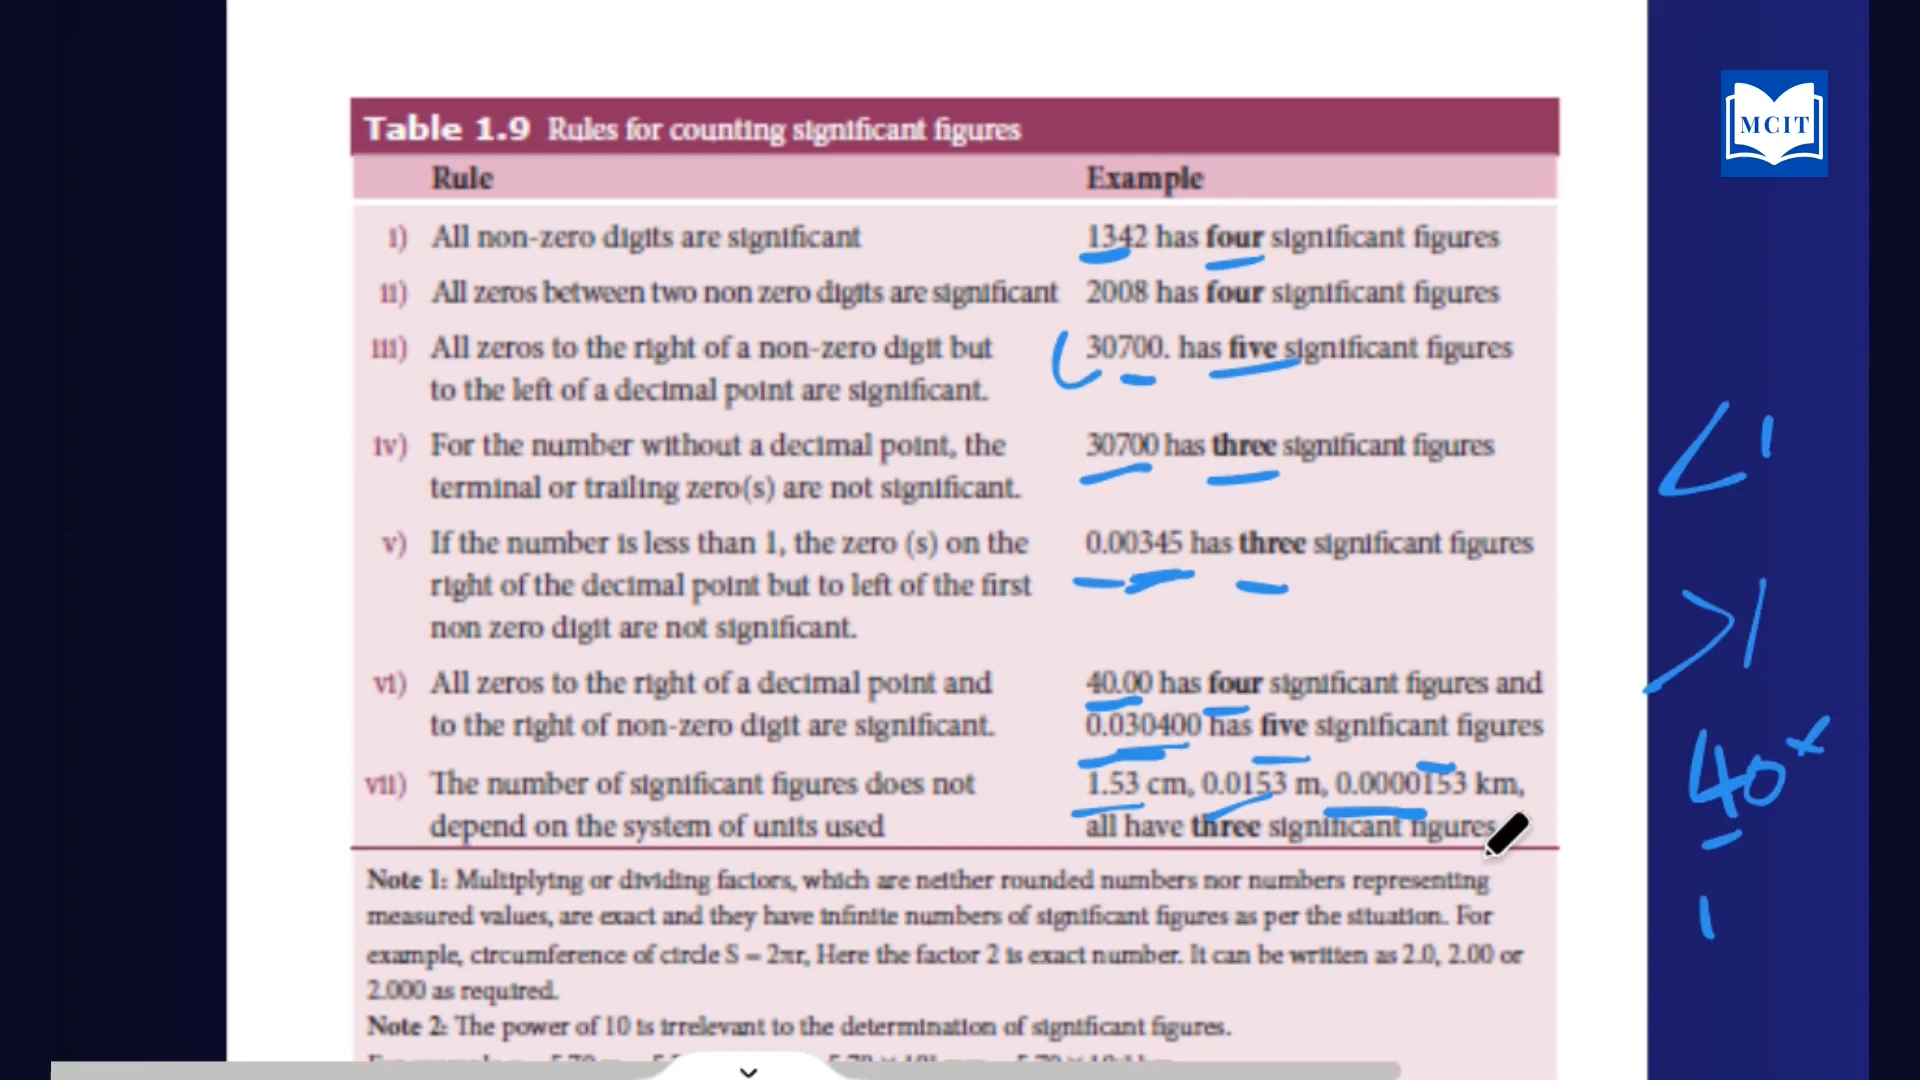 MCIT
Table 1.9 Rules for counting significant figures
Rule Example
i) All non-zero digits are significant 1342 has four significant figures
ii) All zeros between two non zero digits are significant 2008 has four significant figures
iii) All zeros to the right of a non-zero digit but 30700. has five significant figures
to the left of a decimal point are significant.
iv) For the number without a decimal point, the 30700 has three significant figures
terminal or trailing zero(s) are not significant.
v) If the number is less than 1, the zero (s) on the 0.00345 has three significant figures
right of the decimal point but to left of the first
non zero digit are not significant.
vi) All zeros to the right of a decimal point and 40.00 has four significant figures and
to the right of non-zero digit are significant. 0.030400 has five significant figures
vii) The number of significant figures does not 1.53 cm, 0.0153 m, 0.0000153 km,
depend on the system of units used all have three significant figures
<1
>1
40
1
Note 1: Multiplying or dividing factors, which are neither rounded numbers nor numbers representing
measured values, are exact and they have infinite numbers of significant figures as per the situation. For
example, circumference of circle S = 2πr, Here the factor 2 is exact number. It can be written as 2.0, 2.00 or
2.000 as required.
Note 2: The power of 10 is irrelevant to the determination of significant figures.